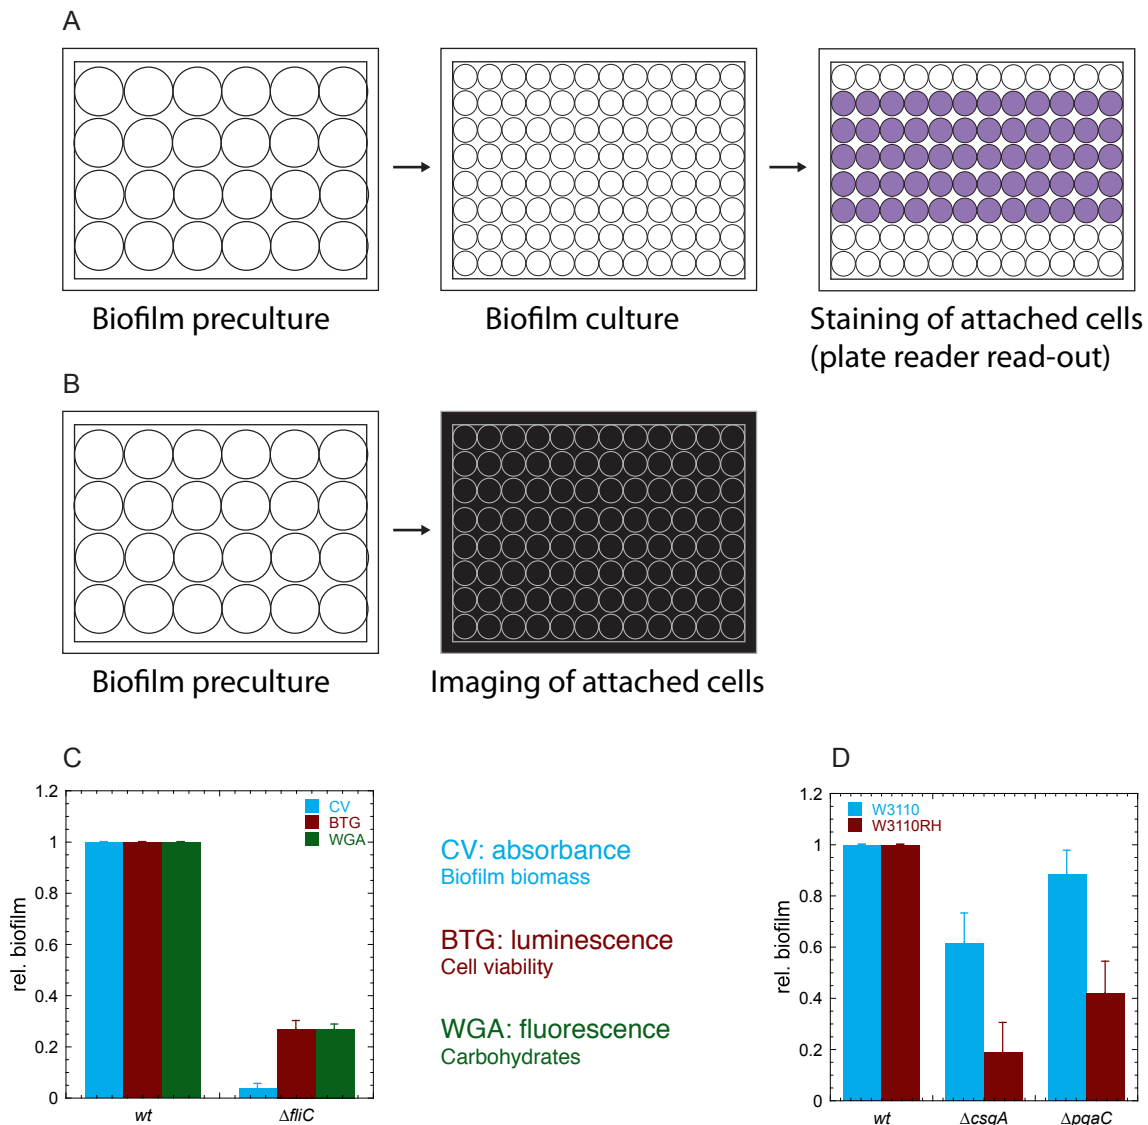 A
Biofilm preculture
Biofilm culture
Staining of attached cells
(plate reader read-out)
B
Biofilm preculture
Imaging of attached cells
C
1.2
1
0.8
0.6
0.4
0.2
0
rel. biofilm
CV
BTG
WGA
wt
ΔfliC
CV: absorbance
Biofilm biomass
BTG: luminescence
Cell viability
WGA: fluorescence
Carbohydrates
D
1.2
1
0.8
0.6
0.4
0.2
0
rel. biofilm
W3110
W3110RH
wt
ΔcsgA
ΔpgaC